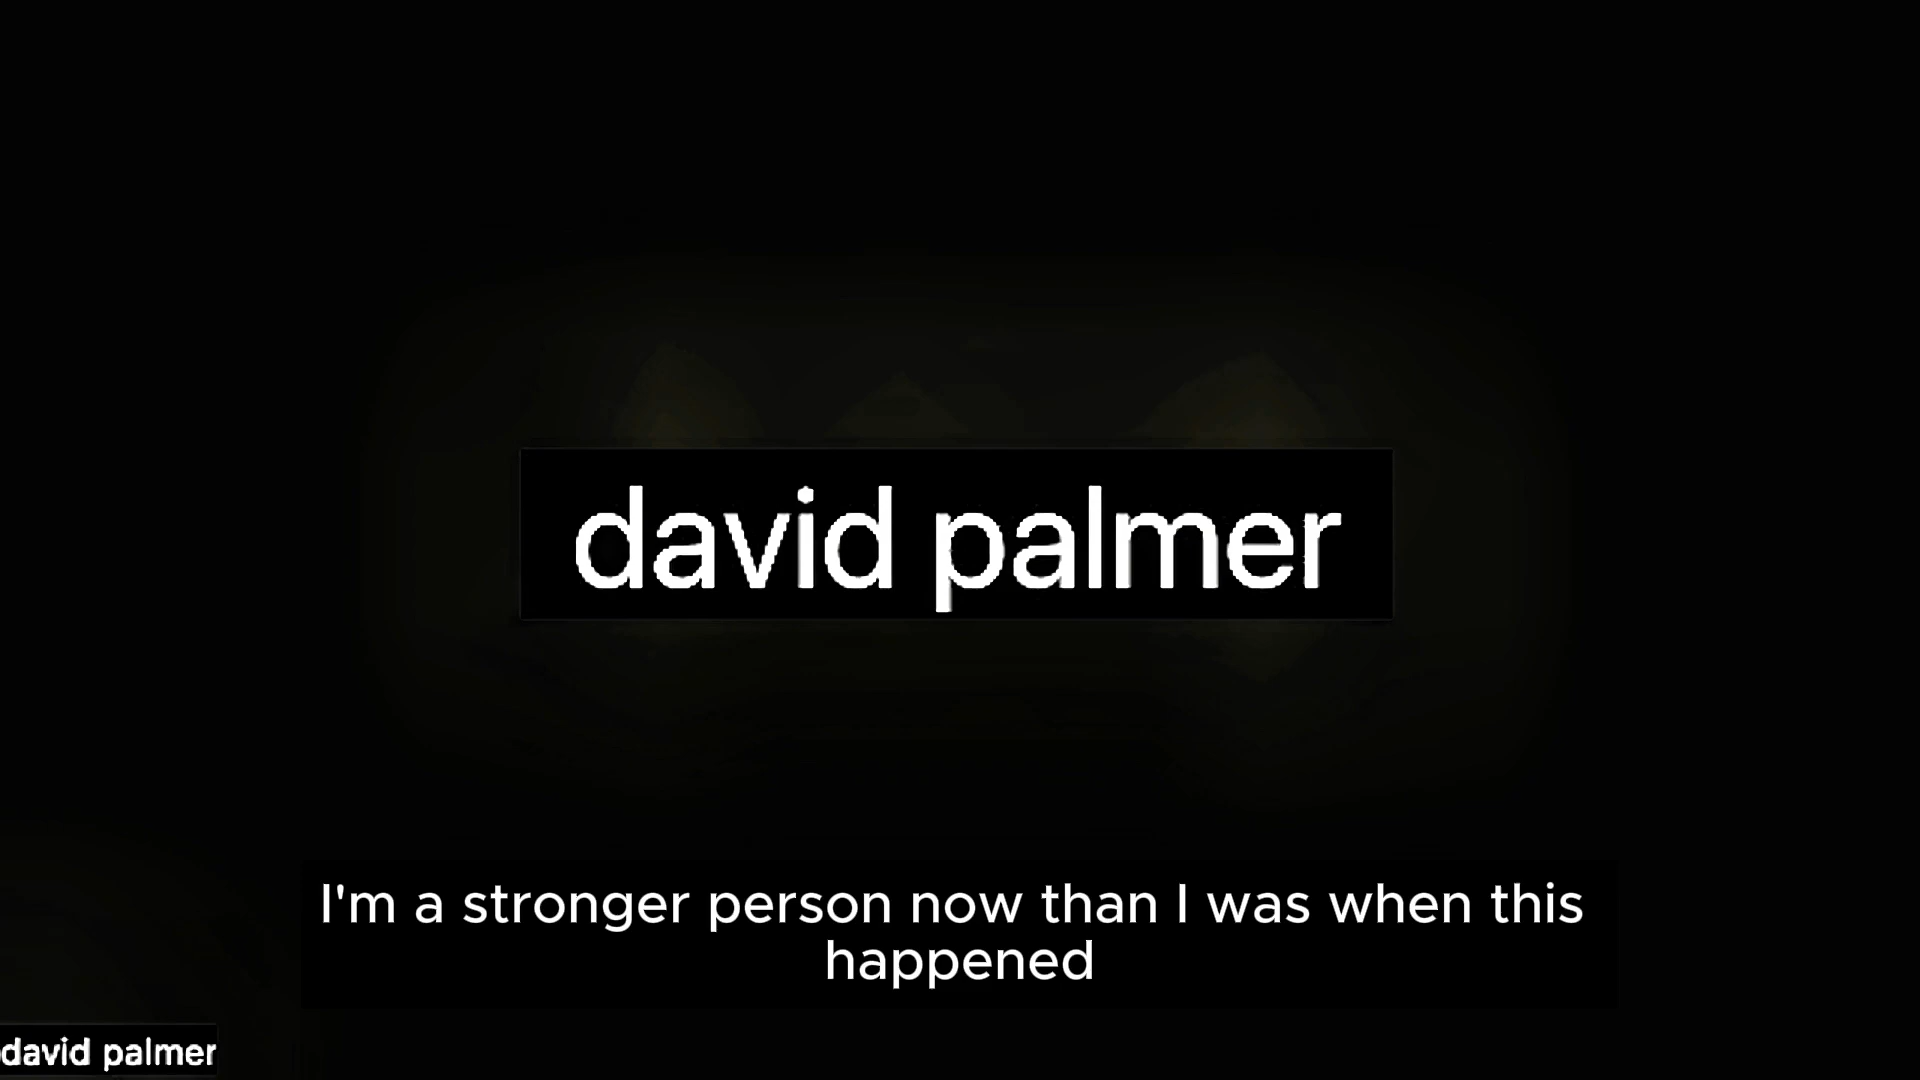 david palmer
I'm a stronger person now than I was when this
happened
david palmer